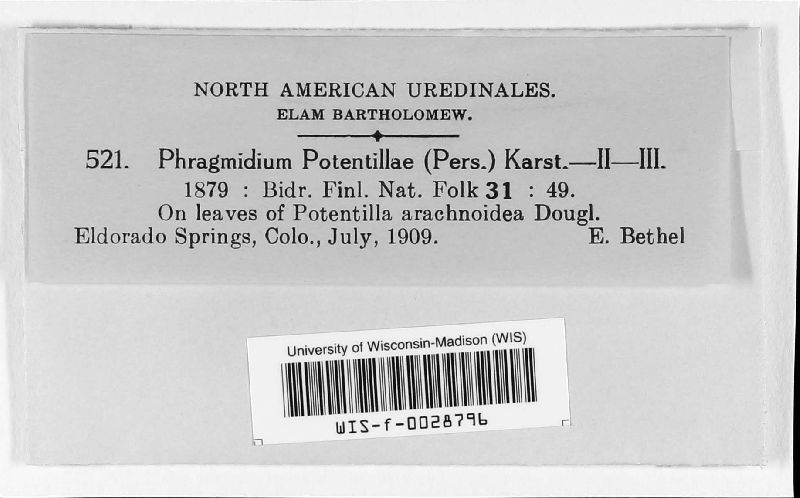 NORTH AMERICAN UREDINALES.
ELAM BARTHOLOMEW.
521. Phragmidium Potentillae (Pers.) Karst.—II—III.
1879 : Bidr. Finl. Nat. Folk 31 : 49.
On leaves of Potentilla arachnoidea Dougl.
Eldorado Springs, Colo., July, 1909. E. Bethel
University of Wisconsin-Madison (WIS)
WIS-f-0028796